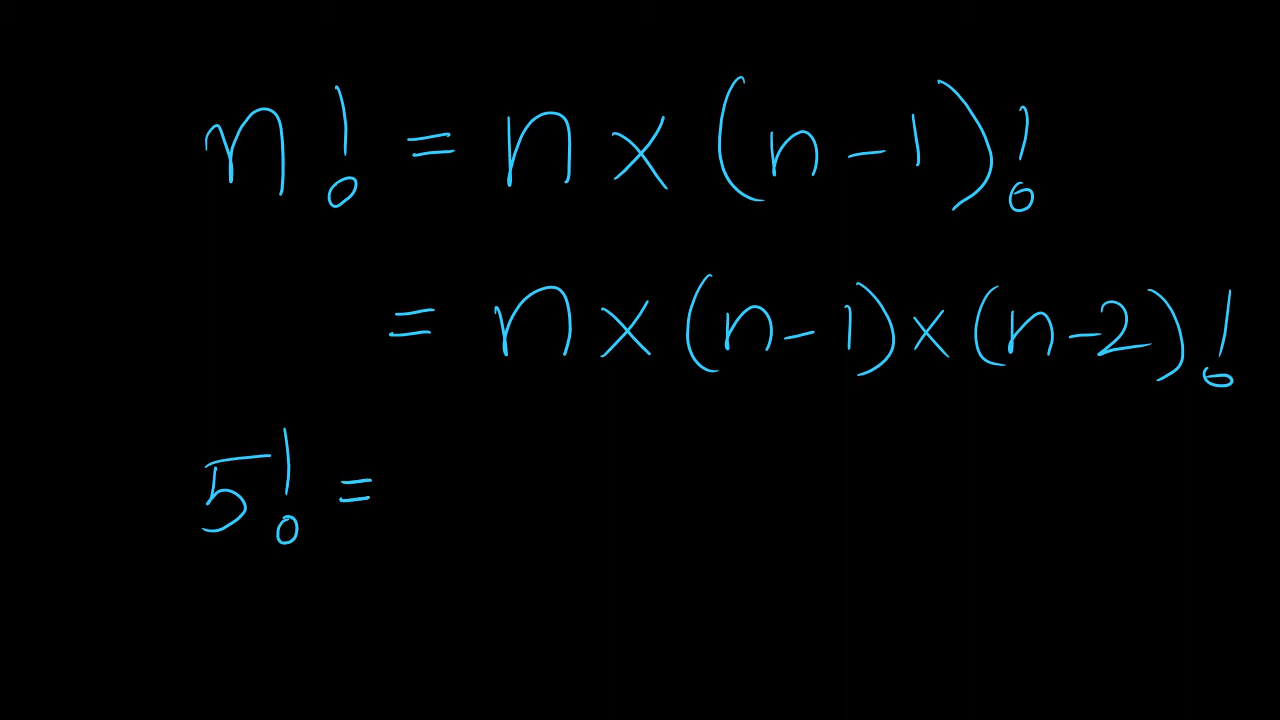 n! = n × (n - 1)!
= n × (n - 1) × (n - 2)!
5! =